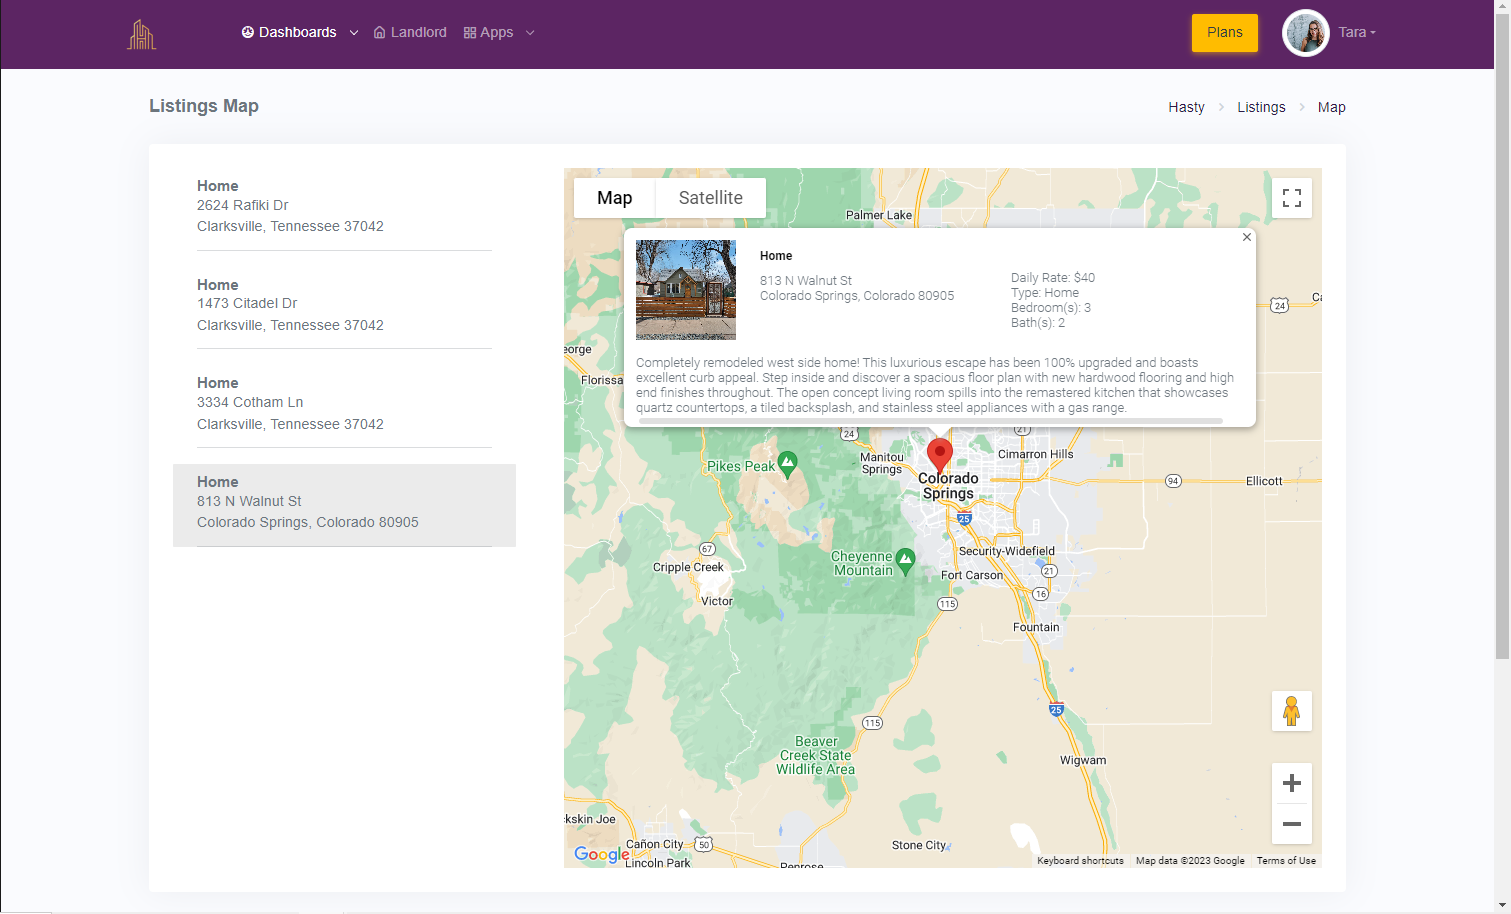 Dashboards
Landlord
Apps
Plans
Tara
Listings Map
Hasty
Listings
Map
Home
2624 Rafiki Dr
Clarksville, Tennessee 37042
Home
1473 Citadel Dr
Clarksville, Tennessee 37042
Home
3334 Cotham Ln
Clarksville, Tennessee 37042
Home
813 N Walnut St
Colorado Springs, Colorado 80905
Map
Satellite
Palmer Lake
Home
813 N Walnut St
Colorado Springs, Colorado 80905
Daily Rate: $40
Type: Home
Bedroom(s): 3
Bath(s): 2
Completely remodeled west side home! This luxurious escape has been 100% upgraded and boasts
excellent curb appeal. Step inside and discover a spacious floor plan with new hardwood flooring and high
end finishes throughout. The open concept living room spills into the remastered kitchen that showcases
quartz countertops, a tiled backsplash, and stainless steel appliances with a gas range.
24
Ca
eorge
Florissa
24
21
Manitou
Springs
Cimarron Hills
Pikes Peak
Colorado
Springs
94
Ellicott
25
67
Cripple Creek
Cheyenne
Mountain
Security-Widefield
Fort Carson
21
Victor
115
16
Fountain
25
115
Beaver
Creek State
Wildlife Area
Wigwam
ckskin Joe
Cañon City
50
Stone City
Google
Lincoln Park
Penrose
Keyboard shortcuts
Map data ©2023 Google
Terms of Use